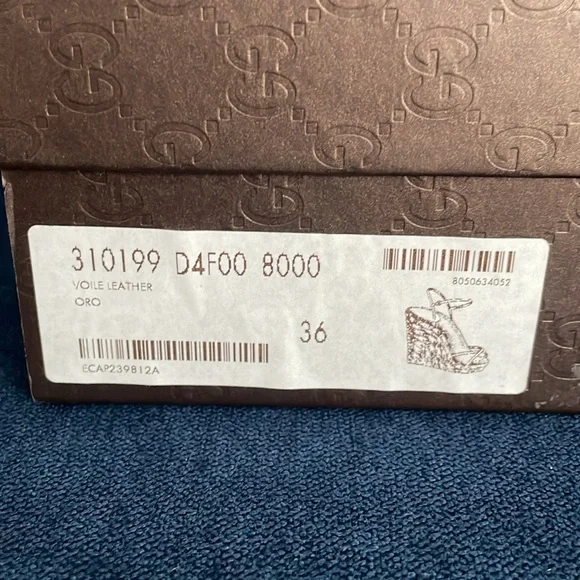 310199 D4F00 8000
VOILE LEATHER
ORO
8050634052
36
ECAP239812A